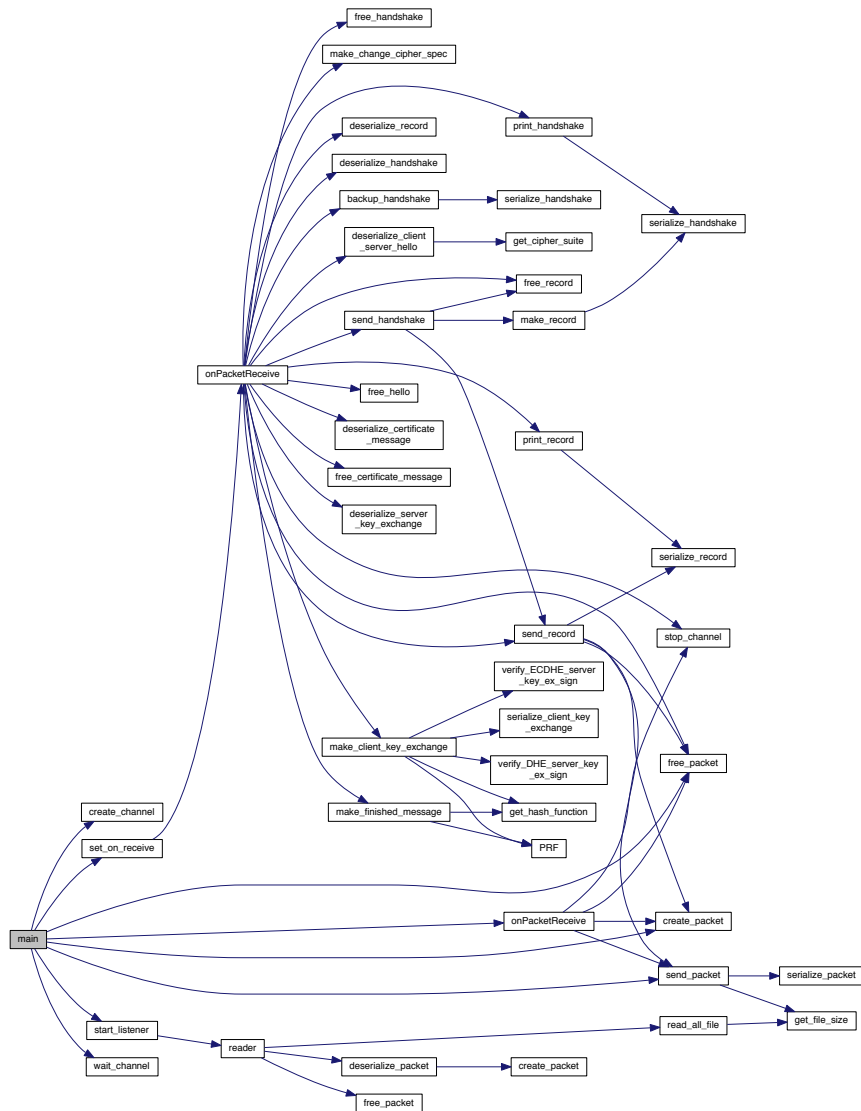 free_handshake
make_change_cipher_spec
print_handshake
deserialize_record
deserialize_handshake
backup_handshake
serialize_handshake
serialize_handshake
deserialize_client
_server_hello
get_cipher_suite
free_record
send_handshake
make_record
onPacketReceive
free_hello
deserialize_certificate
_message
print_record
free_certificate_message
deserialize_server
_key_exchange
serialize_record
send_record
stop_channel
verify_ECDHE_server
_key_ex_sign
serialize_client_key
_exchange
make_client_key_exchange
verify_DHE_server_key
_ex_sign
free_packet
create_channel
make_finished_message
get_hash_function
set_on_receive
PRF
main
onPacketReceive
create_packet
send_packet
serialize_packet
start_listener
reader
read_all_file
get_file_size
wait_channel
deserialize_packet
create_packet
free_packet